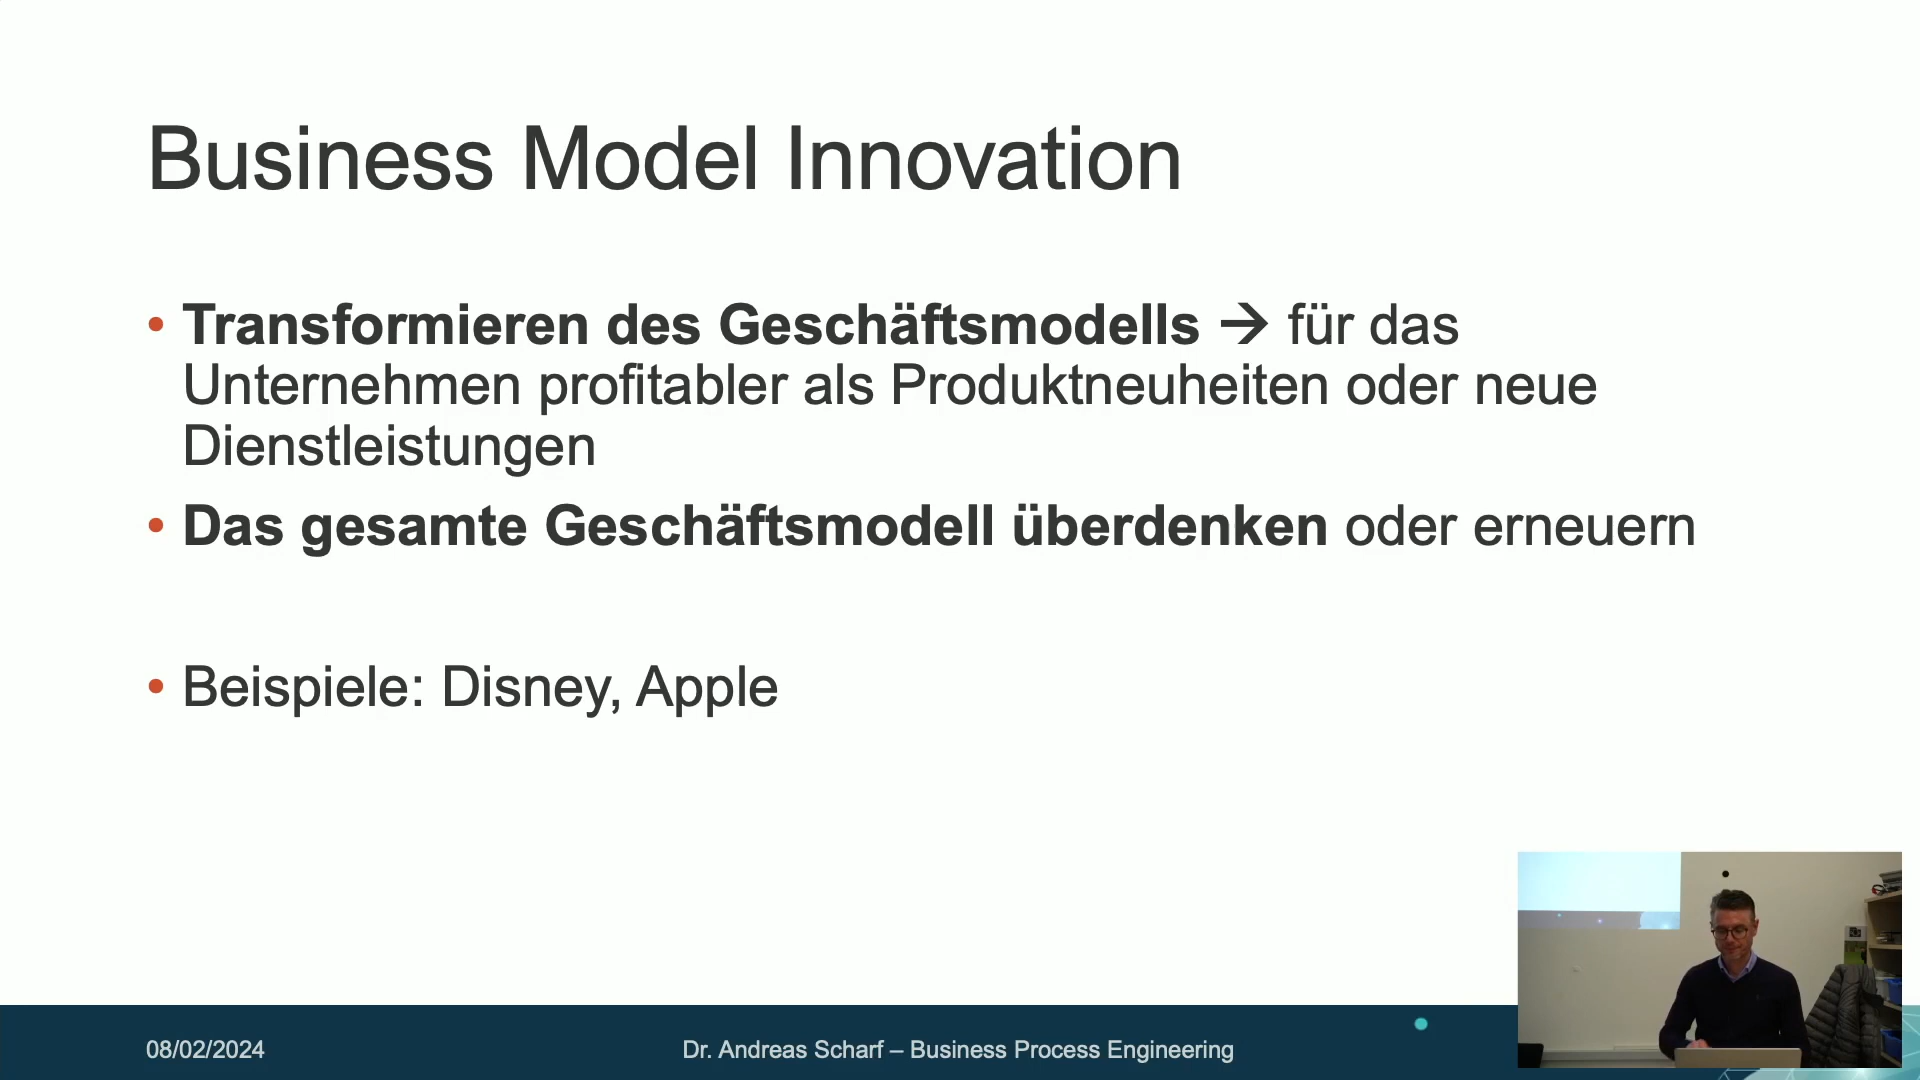 Business Model Innovation
• Transformieren des Geschäftsmodells → für das
Unternehmen profitabler als Produktneuheiten oder neue
Dienstleistungen
• Das gesamte Geschäftsmodell überdenken oder erneuern
• Beispiele: Disney, Apple
08/02/2024
Dr. Andreas Scharf – Business Process Engineering